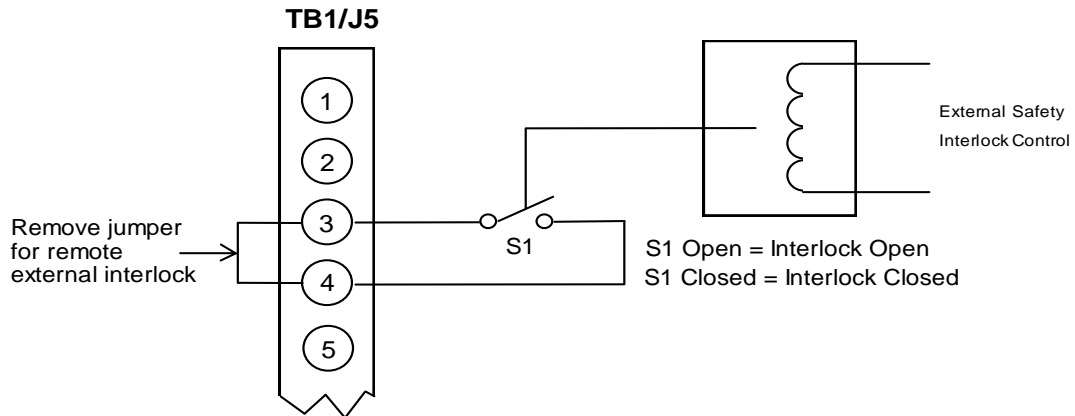 TB1/J5
1
2
3
4
5
Remove jumper
for remote
external interlock
S1
External Safety
Interlock Control
S1 Open = Interlock Open
S1 Closed = Interlock Closed